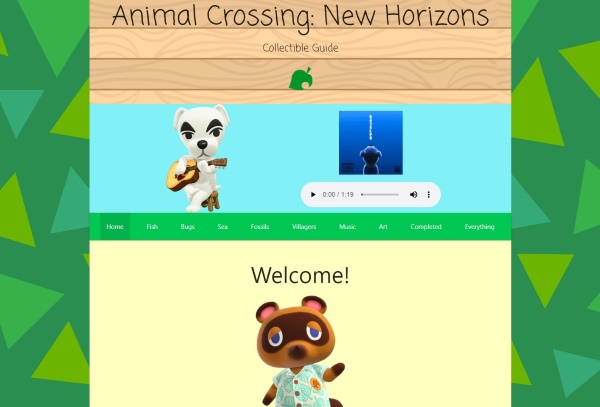 Animal Crossing: New Horizons
Collectible Guide
0:00 / 1:19
Home Fish Bugs Sea Fossils Villagers Music Art Completed Everything
Welcome!